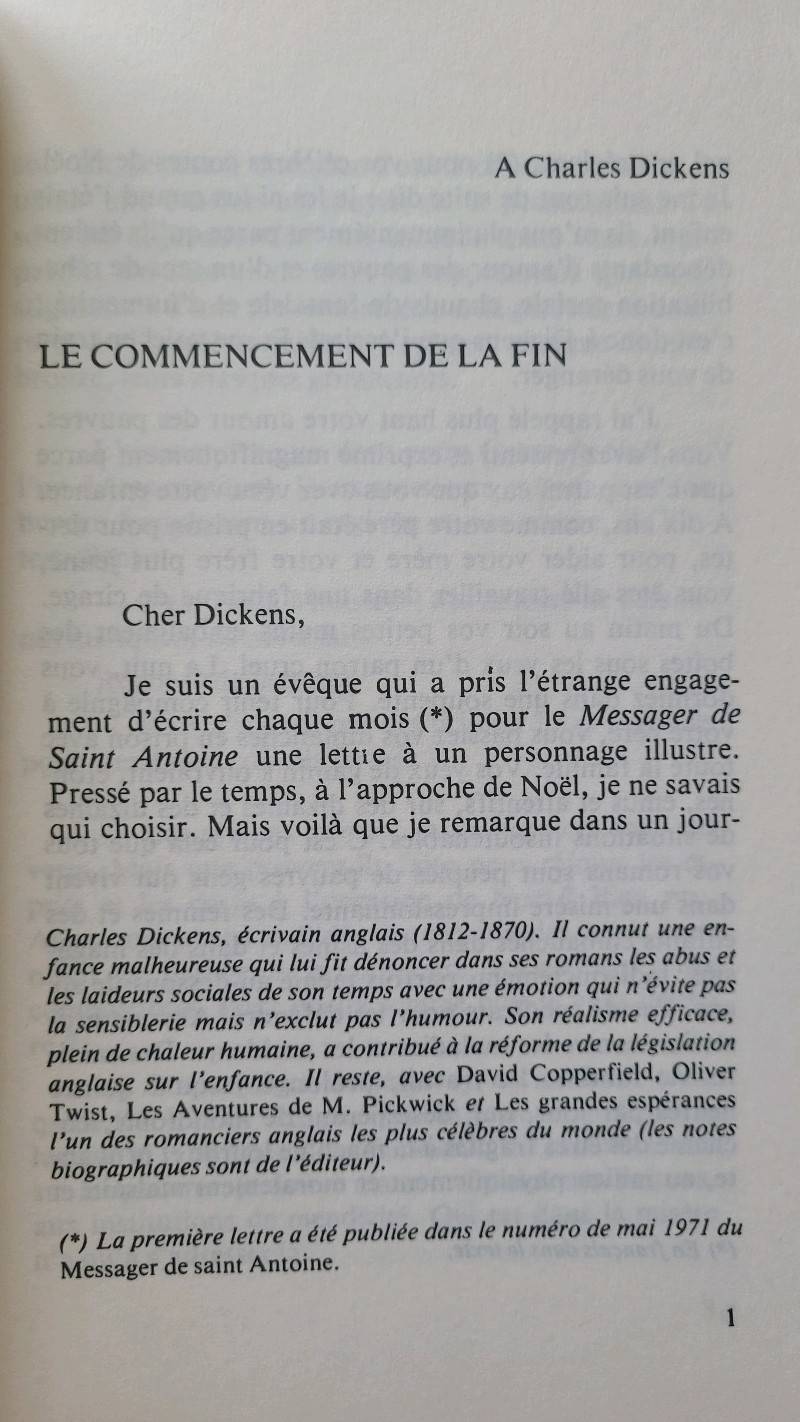 A Charles Dickens
LE COMMENCEMENT DE LA FIN
Cher Dickens,
Je suis un évêque qui a pris l'étrange engage-
ment d'écrire chaque mois (*) pour le Messager de
Saint Antoine une lettre à un personnage illustre.
Pressé par le temps, à l'approche de Noël, je ne savais
qui choisir. Mais voilà que je remarque dans un jour-
Charles Dickens, écrivain anglais (1812-1870). Il connut une en-
fance malheureuse qui lui fit dénoncer dans ses romans les abus et
les laideurs sociales de son temps avec une émotion qui n'évite pas
la sensiblerie mais n'exclut pas l'humour. Son réalisme efficace,
plein de chaleur humaine, a contribué à la réforme de la législation
anglaise sur l'enfance. Il reste, avec David Copperfield, Oliver
Twist, Les Aventures de M. Pickwick et Les grandes espérances
l'un des romanciers anglais les plus célèbres du monde (les notes
biographiques sont de l'éditeur).
(*) La première lettre a été publiée dans le numéro de mai 1971 du
Messager de saint Antoine.
1